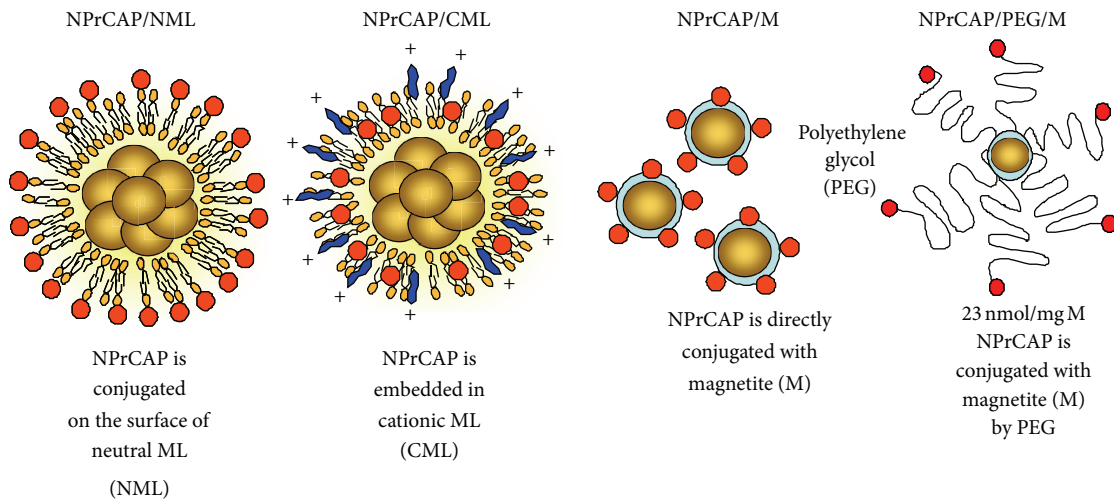 NPrCAP/NML
NPrCAP is
conjugated
on the surface of
neutral ML
(NML)
NPrCAP/CML
+
+
+
+
+
+
+
+
+
+
+
NPrCAP is
embedded in
cationic ML
(CML)
NPrCAP/M
NPrCAP is directly
conjugated with
magnetite (M)
NPrCAP/PEG/M
Polyethylene
glycol
(PEG)
23 nmol/mg M
NPrCAP is
conjugated with
magnetite (M)
by PEG